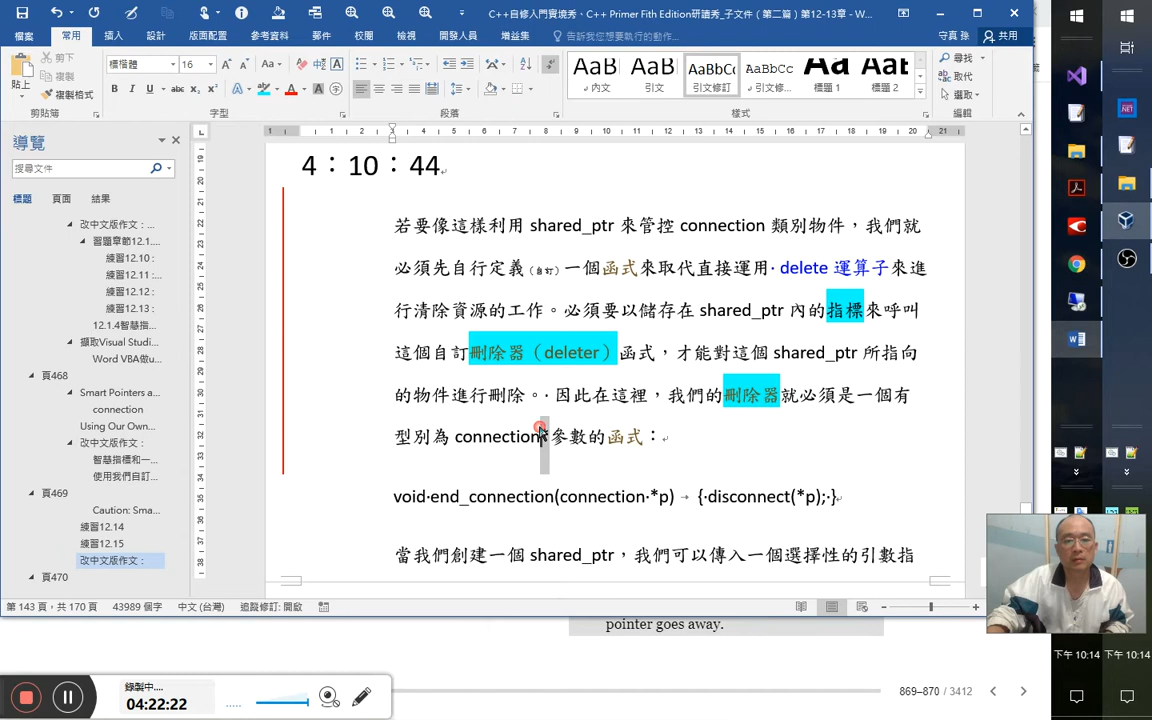 C++自修入門實境秀、C++ Primer Fith Edition研讀秀_子文件（第二篇）第12-13章 - W...
檔案 常用 插入 設計 版面配置 參考資料 郵件 校閱 檢視 開發人員 增益集 告訴我您想要執行的動作... 守真 孫 共用
貼上 剪下 複製 複製格式
標楷體 16
AaB AaB AaBbCc AaBbCc AaB AaB
內文 引文 引文修訂 引文修... 標題 1 標題 2
尋找 取代 選取
剪貼簿 字型 段落 樣式 編輯
導覽
搜尋文件
標題 頁面 結果
改中文版作文：
習題章節12.1...
練習12.10：
練習12.11：...
練習12.12：
練習12.13：
12.1.4智慧指...
擷取Visual Studi...
Word VBA做u...
頁468
Smart Pointers a...
connection
Using Our Own...
改中文版作文：
智慧指標和一...
使用我們自訂...
頁469
Caution: Sma...
練習12.14
練習12.15
改中文版作文：
頁470
4：10：44
若要像這樣利用 shared_ptr 來管控 connection 類別物件，我們就
必須先自行定義（自訂）一個函式來取代直接運用 delete 運算子來進
行清除資源的工作。必須要以儲存在 shared_ptr 內的指標來呼叫
這個自訂刪除器（deleter）函式，才能對這個 shared_ptr 所指向
的物件進行刪除。 因此在這裡，我們的刪除器就必須是一個有
型別為 connection* 參數的函式：
void end_connection(connection *p) → { disconnect(*p); }
當我們創建一個 shared_ptr，我們可以傳入一個選擇性的引數指
第 143 頁，共 170 頁 43989 個字 中文 (台灣) 追蹤修訂: 開啟
pointer goes away.
錄製中....
04:22:22
869–870 / 3412
下午 10:14 下午 10:14